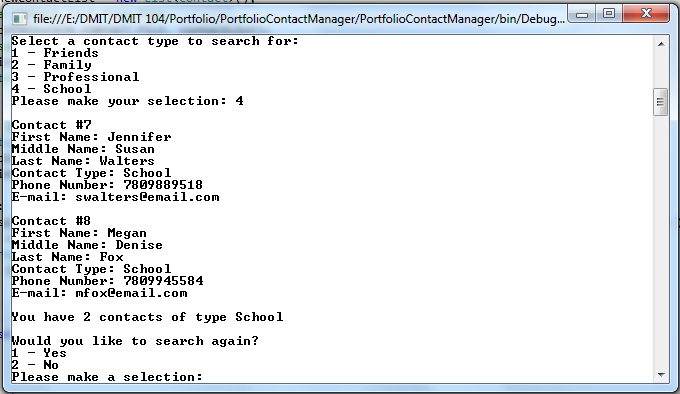 newContactList = new List<Contact>();
file:///E:/DMIT/DMIT 104/Portfolio/PortfolioContactManager/PortfolioContactManager/bin/Debug...
Select a contact type to search for:
1 - Friends
2 - Family
3 - Professional
4 - School
Please make your selection: 4
Contact #7
First Name: Jennifer
Middle Name: Susan
Last Name: Walters
Contact Type: School
Phone Number: 7809889518
E-mail: swalters@email.com
Contact #8
First Name: Megan
Middle Name: Denise
Last Name: Fox
Contact Type: School
Phone Number: 7809945584
E-mail: mfox@email.com
You have 2 contacts of type School
Would you like to search again?
1 - Yes
2 - No
Please make a selection: